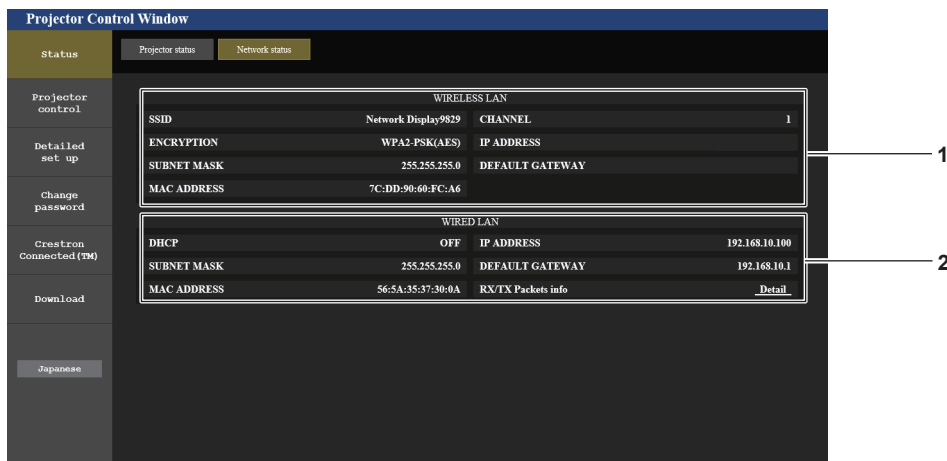 Projector Control Window
Status
Projector status
Network status
Projector
control
Detailed
set up
Change
password
Crestron
Connected(TM)
Download
Japanese
WIRELESS LAN
SSID Network Display9829 CHANNEL 1
ENCRYPTION WPA2-PSK(AES) IP ADDRESS
SUBNET MASK 255.255.255.0 DEFAULT GATEWAY
MAC ADDRESS 7C:DD:90:60:FC:A6
1
WIRED LAN
DHCP OFF IP ADDRESS 192.168.10.100
SUBNET MASK 255.255.255.0 DEFAULT GATEWAY 192.168.10.1
MAC ADDRESS 56:5A:35:37:30:0A RX/TX Packets info Detail
2